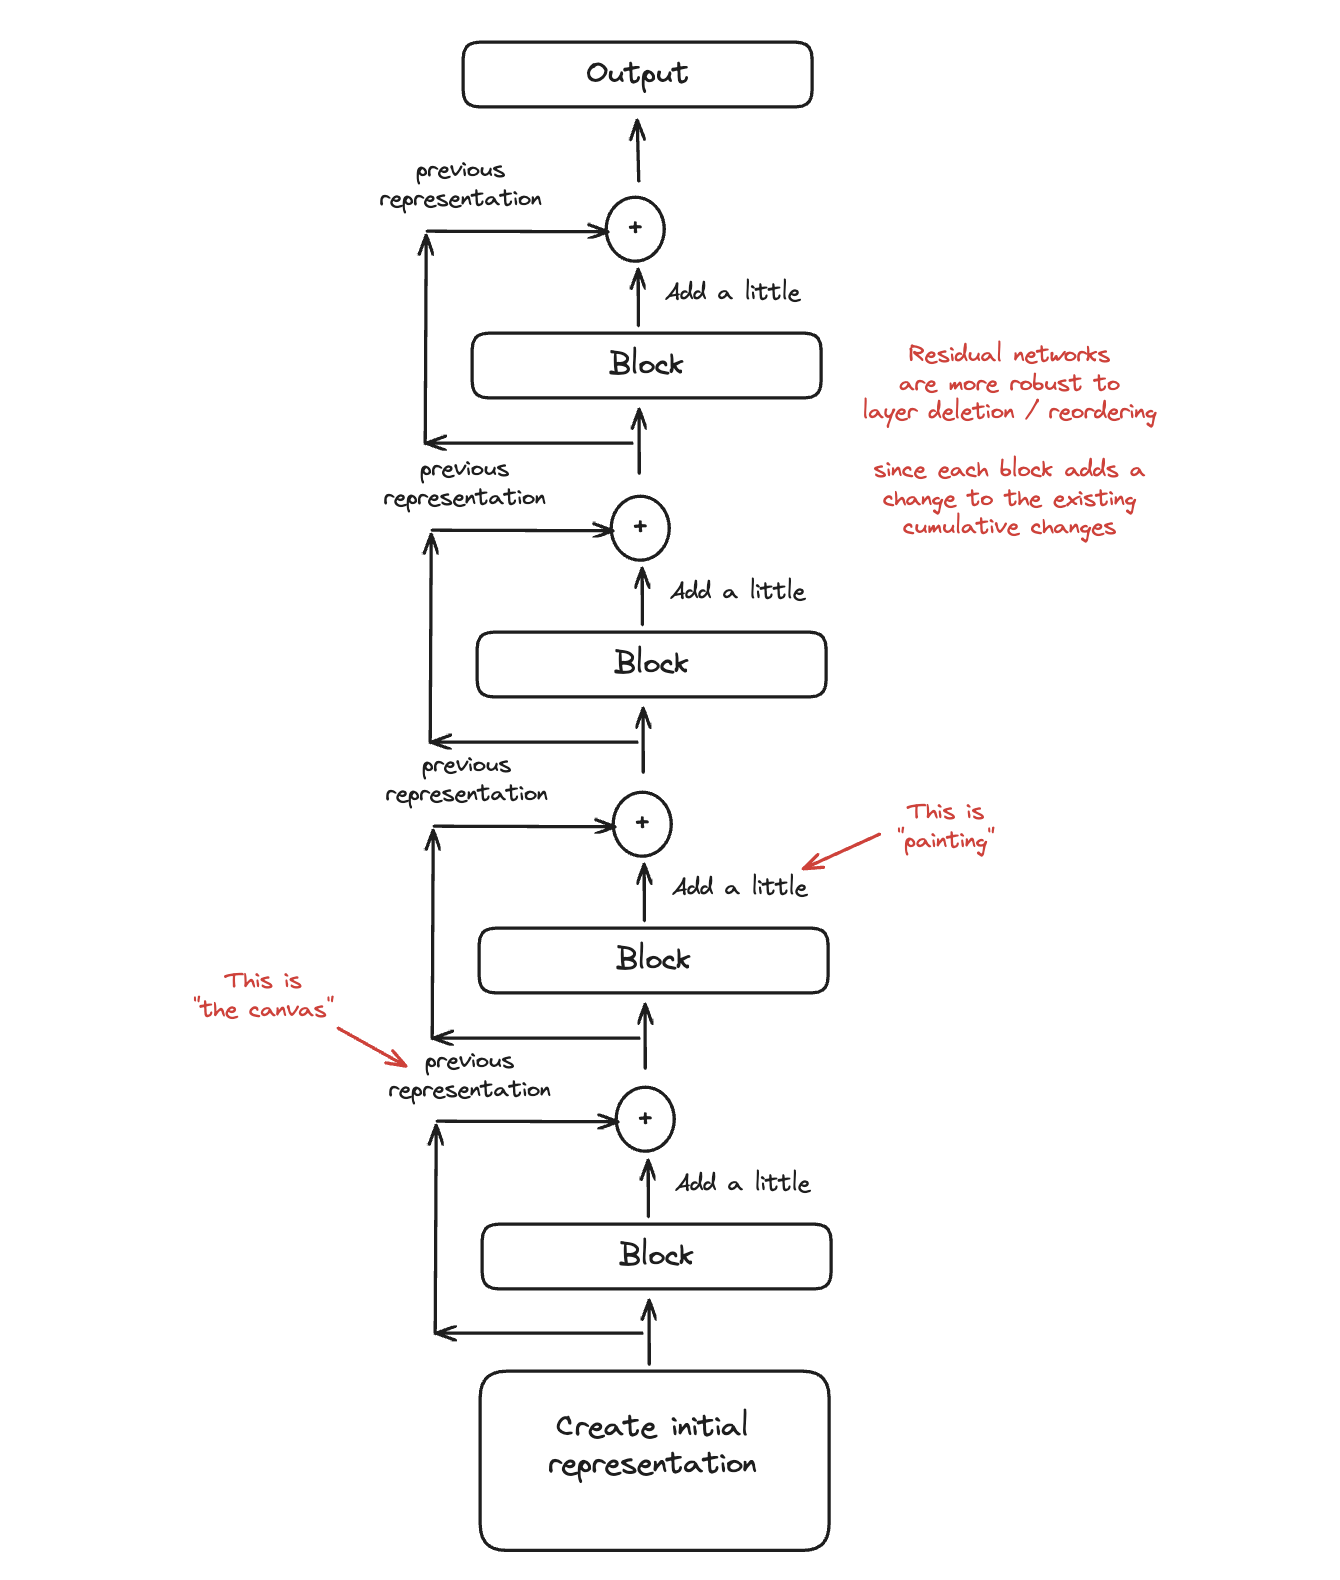 Output
previous
representation
+
Add a little
Block
Residual networks
are more robust to
layer deletion / reordering
since each block adds a
change to the existing
cumulative changes
previous
representation
+
Add a little
Block
previous
representation
+
This is
"painting"
Add a little
Block
This is
"the canvas"
previous
representation
+
Add a little
Block
Create initial
representation